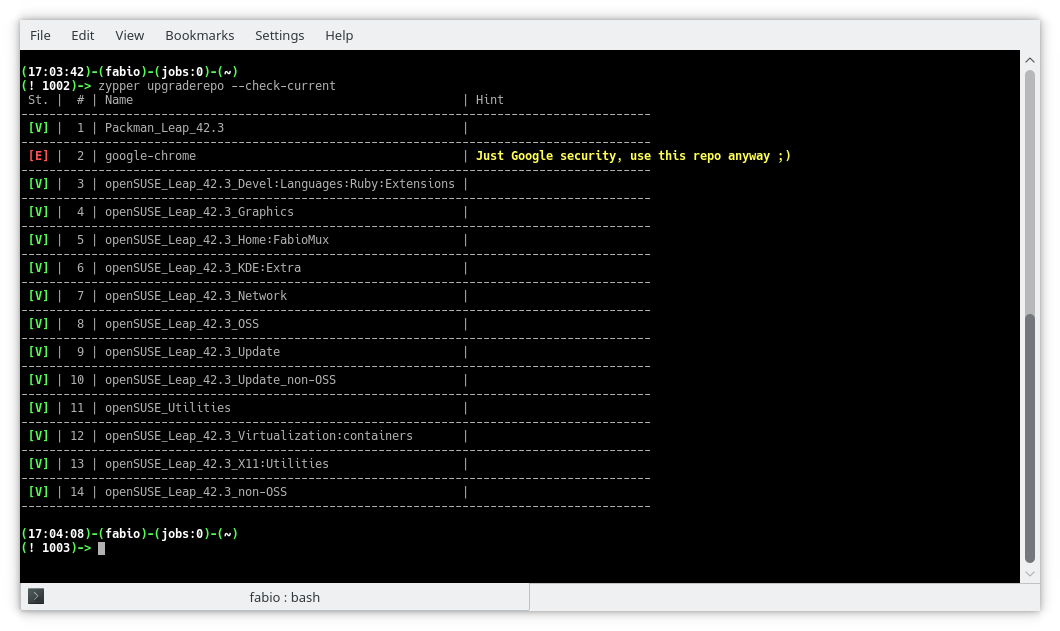 File Edit View Bookmarks Settings Help
(17:03:42)-(fabio)-(jobs:0)-(~)
(! 1002)-> zypper upgraderepo --check-current
St. | # | Name | Hint
------------------------------------------------------------------------------------------
[V] | 1 | Packman_Leap_42.3 |
------------------------------------------------------------------------------------------
[E] | 2 | google-chrome | Just Google security, use this repo anyway ;)
------------------------------------------------------------------------------------------
[V] | 3 | openSUSE_Leap_42.3_Devel:Languages:Ruby:Extensions |
------------------------------------------------------------------------------------------
[V] | 4 | openSUSE_Leap_42.3_Graphics |
------------------------------------------------------------------------------------------
[V] | 5 | openSUSE_Leap_42.3_Home:FabioMux |
------------------------------------------------------------------------------------------
[V] | 6 | openSUSE_Leap_42.3_KDE:Extra |
------------------------------------------------------------------------------------------
[V] | 7 | openSUSE_Leap_42.3_Network |
------------------------------------------------------------------------------------------
[V] | 8 | openSUSE_Leap_42.3_OSS |
------------------------------------------------------------------------------------------
[V] | 9 | openSUSE_Leap_42.3_Update |
------------------------------------------------------------------------------------------
[V] | 10 | openSUSE_Leap_42.3_Update_non-OSS |
------------------------------------------------------------------------------------------
[V] | 11 | openSUSE_Utilities |
------------------------------------------------------------------------------------------
[V] | 12 | openSUSE_Leap_42.3_Virtualization:containers |
------------------------------------------------------------------------------------------
[V] | 13 | openSUSE_Leap_42.3_X11:Utilities |
------------------------------------------------------------------------------------------
[V] | 14 | openSUSE_Leap_42.3_non-OSS |
------------------------------------------------------------------------------------------
(17:04:08)-(fabio)-(jobs:0)-(~)
(! 1003)->
fabio : bash